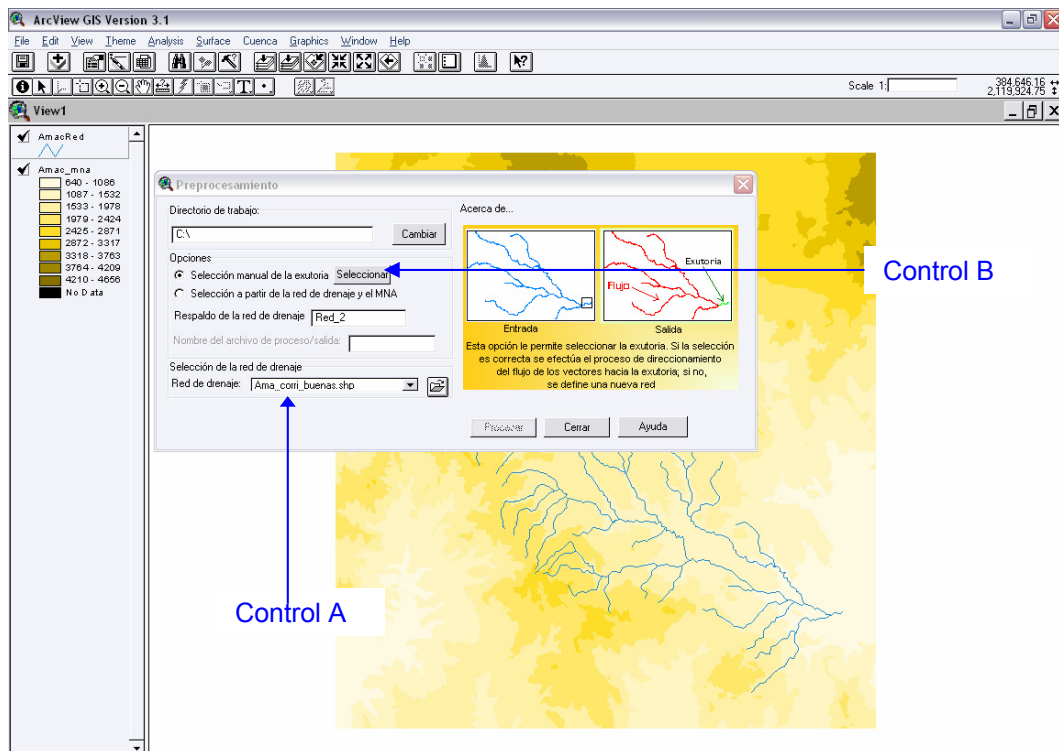 ArcView GIS Version 3.1
File Edit View Theme Analysis Surface Cuenca Graphics Window Help
Scale 1:
384,646.16
2,119,924.75
View1
AmacRed
Amac_mna
640 - 1086
1087 - 1532
1533 - 1978
1979 - 2424
2425 - 2871
2872 - 3317
3318 - 3763
3764 - 4209
4210 - 4656
No Data
Preprocesamiento
Directorio de trabajo:
C:\
Cambiar
Opciones
Selección manual de la exutoria
Seleccionar
Selección a partir de la red de drenaje y el MNA
Respaldo de la red de drenaje
Red_2
Nombre del archivo de proceso/salida:
Selección de la red de drenaje
Red de drenaje:
Ama_corri_buenas.shp
Acerca de...
Exutoria
Flujo
Entrada
Salida
Esta opción le permite seleccionar la exutoria. Si la selección
es correcta se efectúa el proceso de direccionamiento
del flujo de los vectores hacia la exutoria; si no,
se define una nueva red
Procesar
Cerrar
Ayuda
Control B
Control A